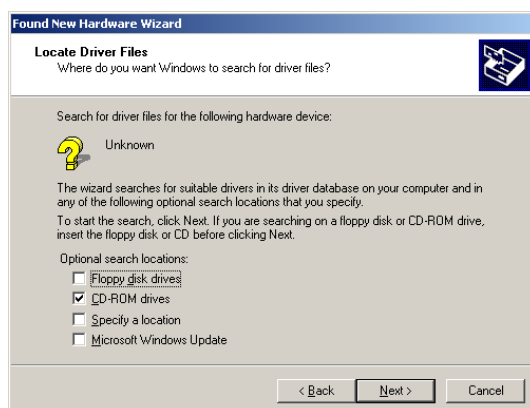 Found New Hardware Wizard
Locate Driver Files
Where do you want Windows to search for driver files?
Search for driver files for the following hardware device:
Unknown
The wizard searches for suitable drivers in its driver database on your computer and in
any of the following optional search locations that you specify.
To start the search, click Next. If you are searching on a floppy disk or CD-ROM drive,
insert the floppy disk or CD before clicking Next.
Optional search locations:
Floppy disk drives
CD-ROM drives
Specify a location
Microsoft Windows Update
< Back
Next >
Cancel